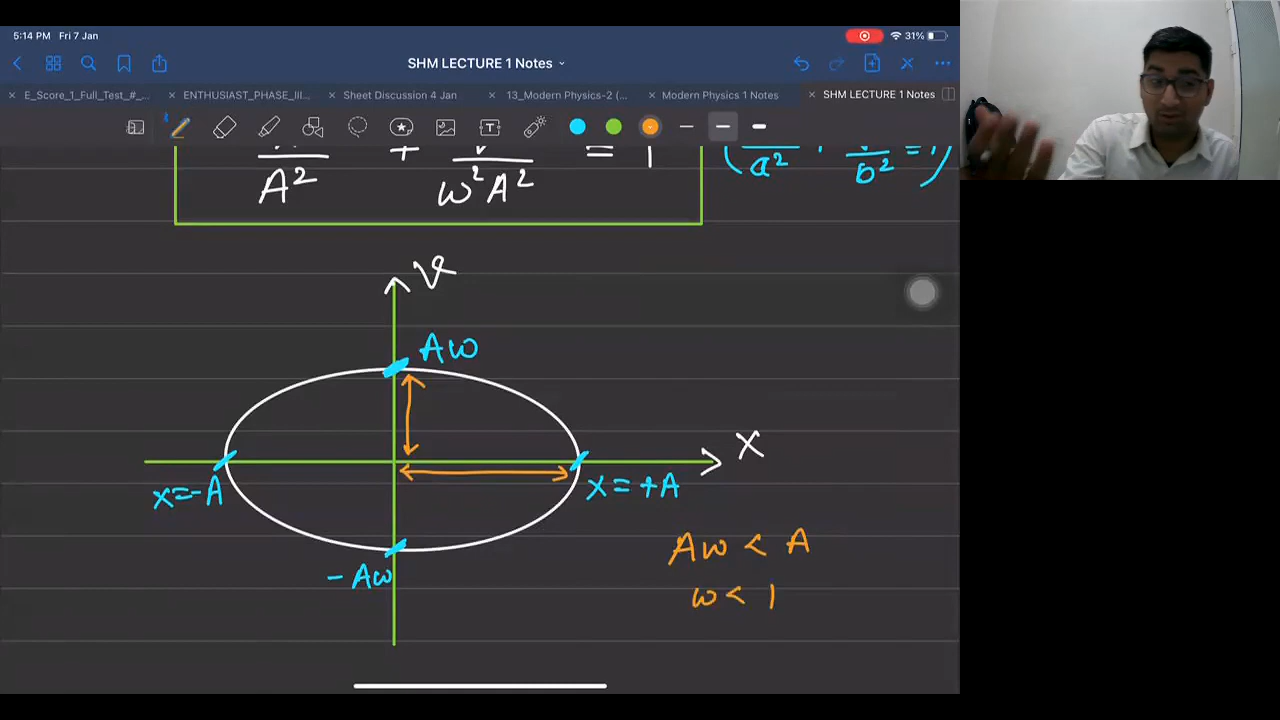 5:14 PM Fri 7 Jan
31%
SHM LECTURE 1 Notes
E_Score_1_Full_Test_#_...
ENTHUSIAST_PHASE_III...
Sheet Discussion 4 Jan
13_Modern Physics-2 (...
Modern Physics 1 Notes
SHM LECTURE 1 Notes
A² + ω²A² = 1
a² b² = 1)
v
Aω
X
x=-A
x=+A
-Aω
Aω < A
ω < 1